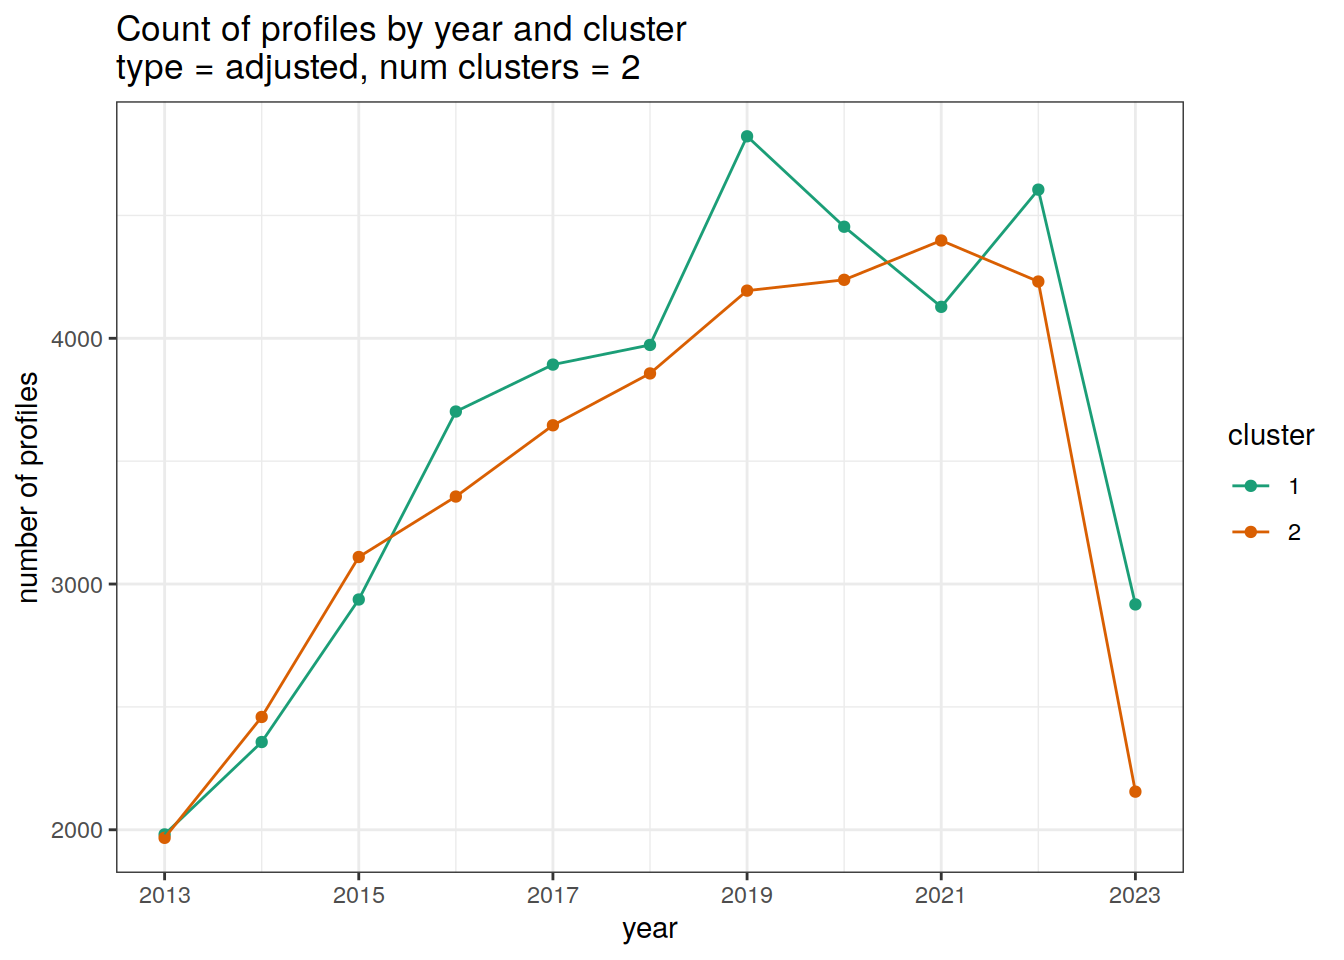 Count of profiles by year and cluster
type = adjusted, num clusters = 2
number of profiles
4000
3000
2000
2013 2015 2017 2019 2021 2023
year
cluster
1
2